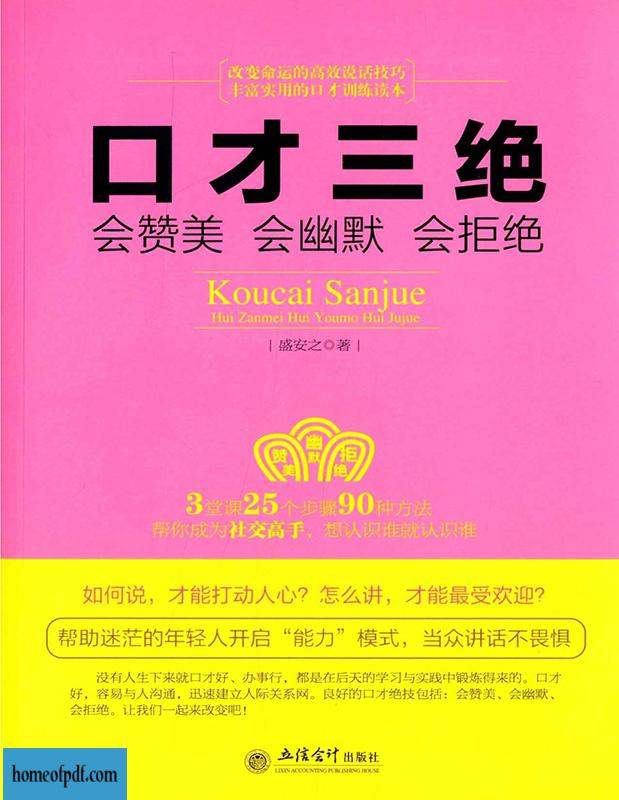 改变命运的高效说话技巧
丰富实用的口才训练读本
口才三绝
会赞美 会幽默 会拒绝
Koucai Sanjue
Hui Zanmei Hui Youmo Hui Jujue
|盛安之◎著|
赞美 幽默 拒绝
3堂课25个步骤90种方法
帮你成为社交高手，想认识谁就认识谁
如何说，才能打动人心？怎么讲，才能最受欢迎？
帮助迷茫的年轻人开启“能力”模式，当众讲话不畏惧
没有人生下来就口才好、办事行，都是在后天的学习与实践中锻炼得来的。口才
好，容易与人沟通，迅速建立人际关系网。良好的口才绝技包括：会赞美、会幽默、
会拒绝。让我们一起来改变吧！
立信会计出版社
LIXIN ACCOUNTING PUBLISHING HOUSE
homeofpdf.com